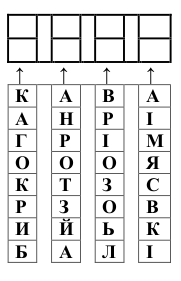 К А В А
А Н Р І
Г Р І М
О О О Я
К Т З С
Р З О В
И Й Ь К
Б А Л І